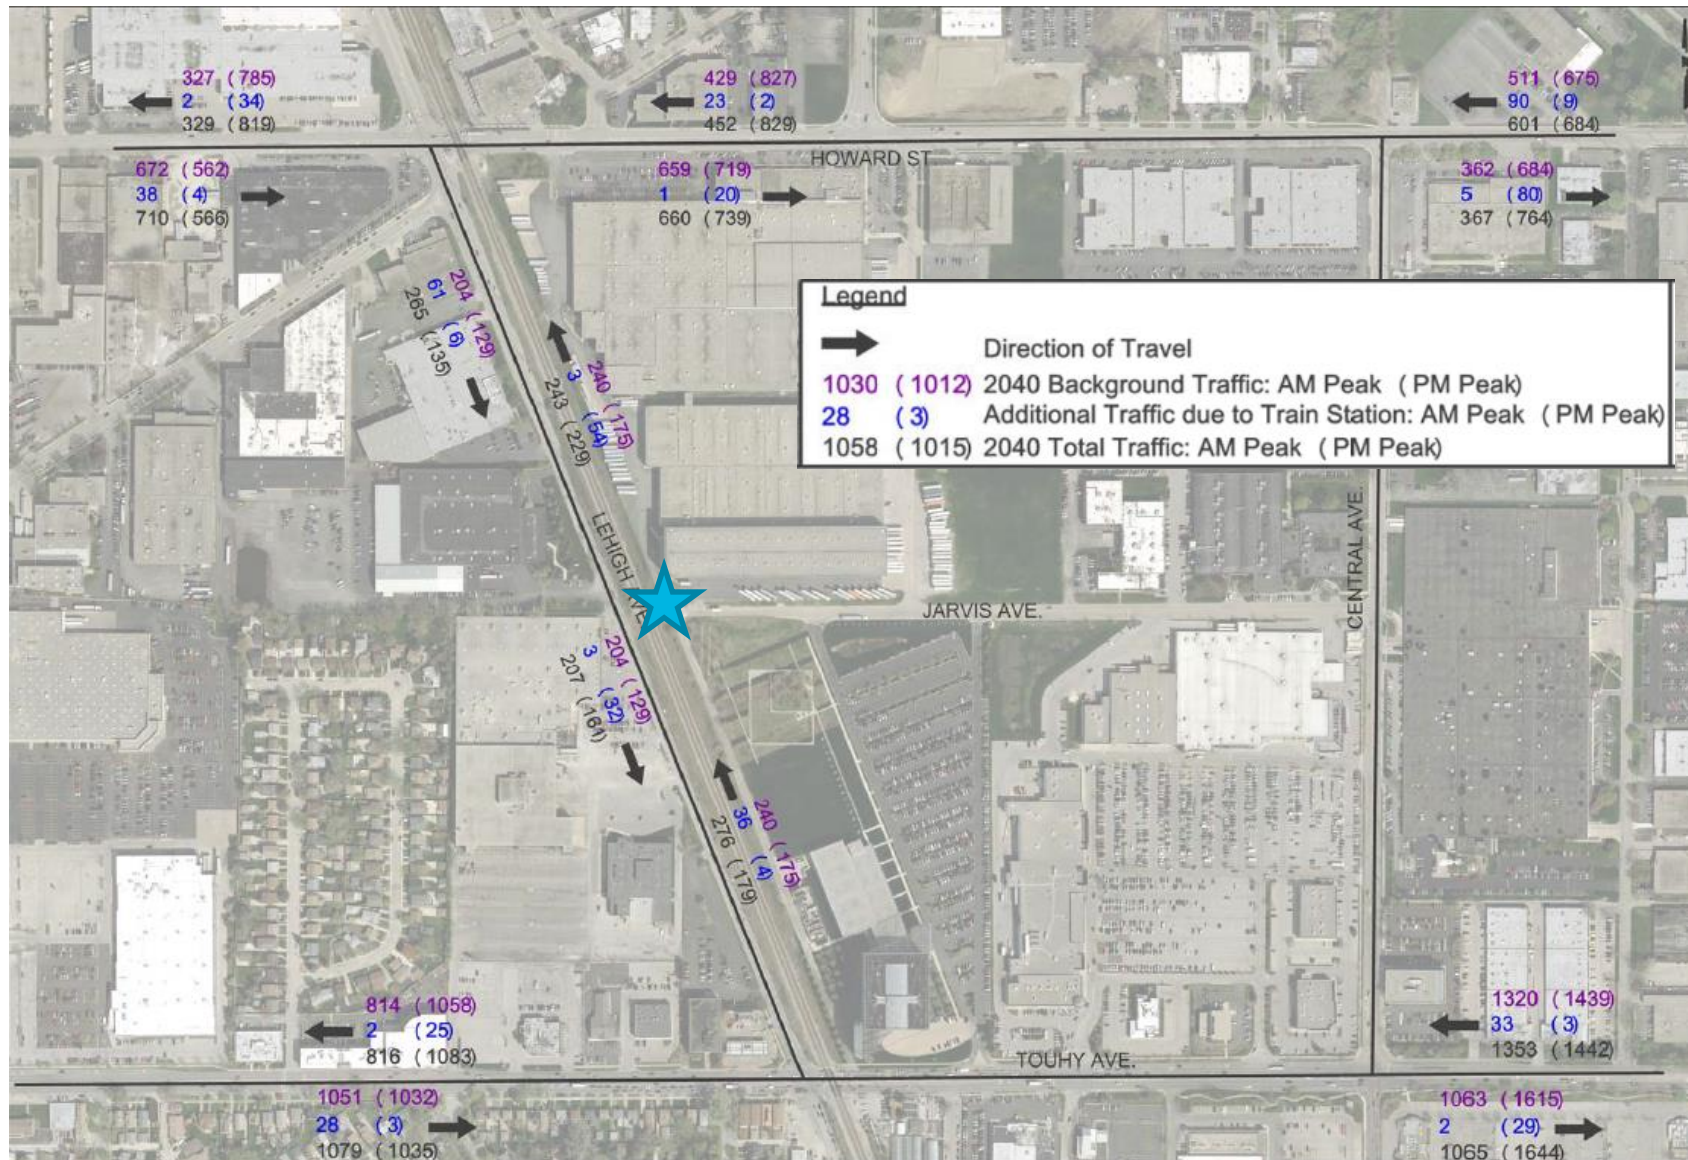 327 ( 785)
2 ( 34)
329 ( 819)
429 ( 827)
23 ( 2)
452 ( 829)
511 ( 675)
90 ( 9)
601 ( 684)
HOWARD ST
672 ( 562)
38 ( 4)
710 ( 566)
659 ( 719)
1 ( 20)
660 ( 739)
362 ( 684)
5 ( 80)
367 ( 764)
204 ( 129)
61 ( 6)
265 ( 135)
240 ( 175)
3 ( 54)
243 ( 229)
Legend
Direction of Travel
1030 ( 1012) 2040 Background Traffic: AM Peak ( PM Peak)
28 ( 3) Additional Traffic due to Train Station: AM Peak ( PM Peak)
1058 ( 1015) 2040 Total Traffic: AM Peak ( PM Peak)
LEHIGH AVE.
JARVIS AVE.
CENTRAL AVE.
204 ( 129)
3 ( 32)
207 ( 161)
240 ( 175)
36 ( 4)
276 ( 179)
814 ( 1058)
2 ( 25)
816 ( 1083)
1320 ( 1439)
33 ( 3)
1353 ( 1442)
TOUHY AVE.
1051 ( 1032)
28 ( 3)
1079 ( 1035)
1063 ( 1615)
2 ( 29)
1065 ( 1644)